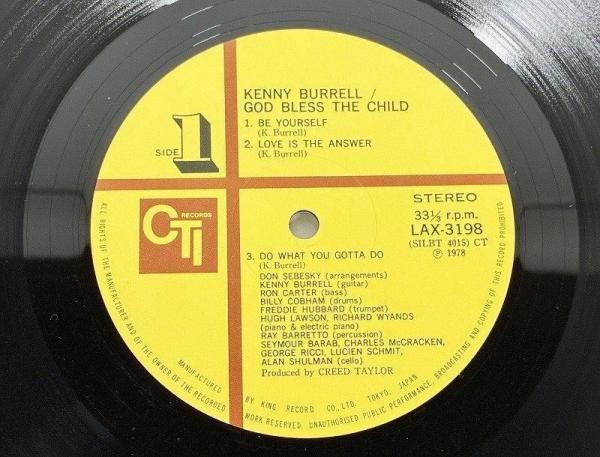 KENNY BURRELL /
GOD BLESS THE CHILD
1. BE YOURSELF
(K. Burrell)
2. LOVE IS THE ANSWER
(K. Burrell)
SIDE 1
STEREO
33⅓ r.p.m.
LAX-3198
(SILBT 4015) CT
Ⓟ 1978
CTI RECORDS
3. DO WHAT YOU GOTTA DO
(K. Burrell)
DON SEBESKY (arrangements)
KENNY BURRELL (guitar)
RON CARTER (bass)
BILLY COBHAM (drums)
FREDDIE HUBBARD (trumpet)
HUGH LAWSON, RICHARD WYANDS
(piano & electric piano)
RAY BARRETTO (percussion)
SEYMOUR BARAB, CHARLES McCRACKEN,
GEORGE RICCI, LUCIEN SCHMIT,
ALAN SHULMAN (cello)
Produced by CREED TAYLOR
MANUFACTURED BY KING RECORD CO., LTD. TOKYO, JAPAN
ALL RIGHTS OF THE MANUFACTURER AND OF THE OWNER OF THE RECORDED WORK RESERVED. UNAUTHORISED PUBLIC PERFORMANCE, BROADCASTING AND COPYING OF THIS RECORD PROHIBITED